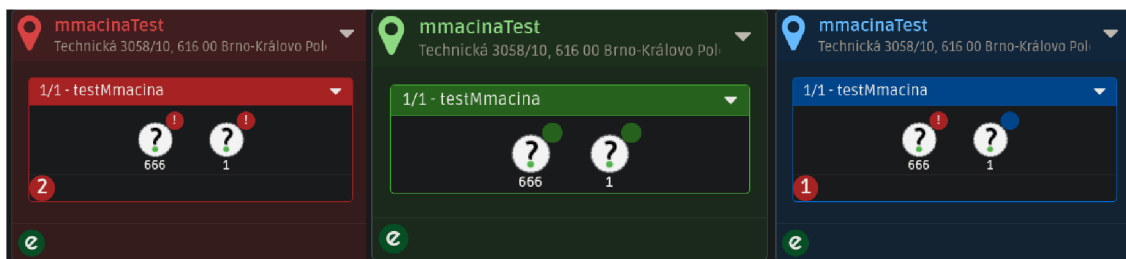 mmacinaTest
Technická 3058/10, 616 00 Brno-Královo Pol
1/1 - testMmacina
! !
? ?
666 1
2
e
mmacinaTest
Technická 3058/10, 616 00 Brno-Královo Pol
1/1 - testMmacina
? ?
666 1
e
mmacinaTest
Technická 3058/10, 616 00 Brno-Královo Pol
1/1 - testMmacina
!
? ?
666 1
1
e